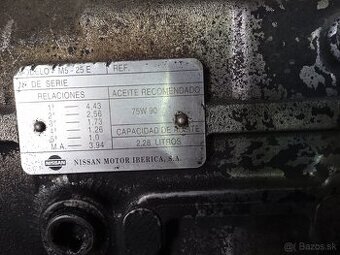 MODELO M5-25E REF.
Nº DE SERIE
RELACIONES ACEITE RECOMENDADO
1ª 4.43
2ª 2.56
3ª 1.73
4ª 1.26
5ª 1.0
M.A. 3.94
75W 90
CAPACIDAD DE ACEITE
2.28 LITROS
NISSAN
NISSAN MOTOR IBERICA, S.A.
@Bazos.sk